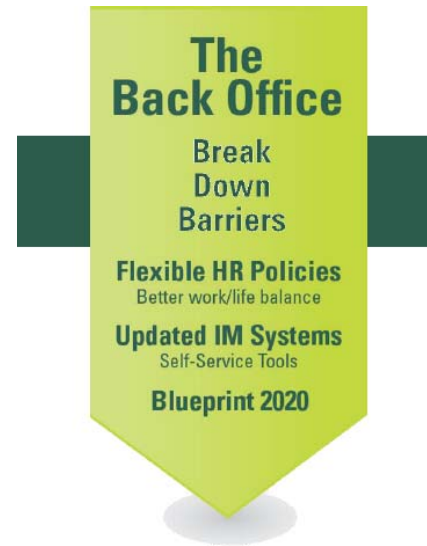 The
Back Office
Break
Down
Barriers
Flexible HR Policies
Better work/life balance
Updated IM Systems
Self-Service Tools
Blueprint 2020